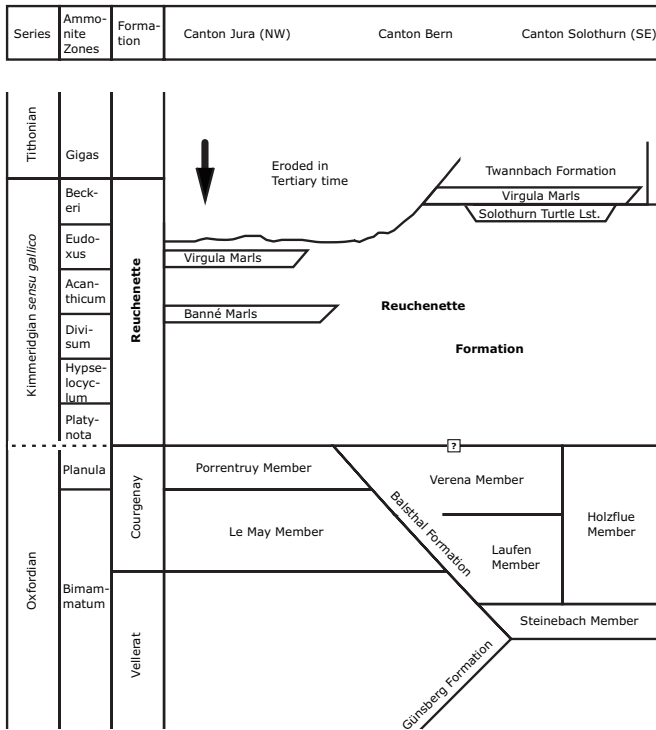 Series
Ammo-
nite
Zones
Forma-
tion
Canton Jura (NW)
Canton Bern
Canton Solothurn (SE)
Tithonian
Gigas
Eroded in
Tertiary time
Twannbach Formation
Virgula Marls
Solothurn Turtle Lst.
Kimmeridgian sensu gallico
Beck-
eri
Eudo-
xus
Acan-
thicum
Divi-
sum
Hypse-
locyc-
lum
Platy-
nota
Reuchenette
Virgula Marls
Banné Marls
Reuchenette
Formation
?
Oxfordian
Planula
Bimam-
matum
Courgenay
Vellerat
Porrentruy Member
Le May Member
Balsthal Formation
Verena Member
Laufen
Member
Holzflue
Member
Steinebach Member
Günsberg Formation